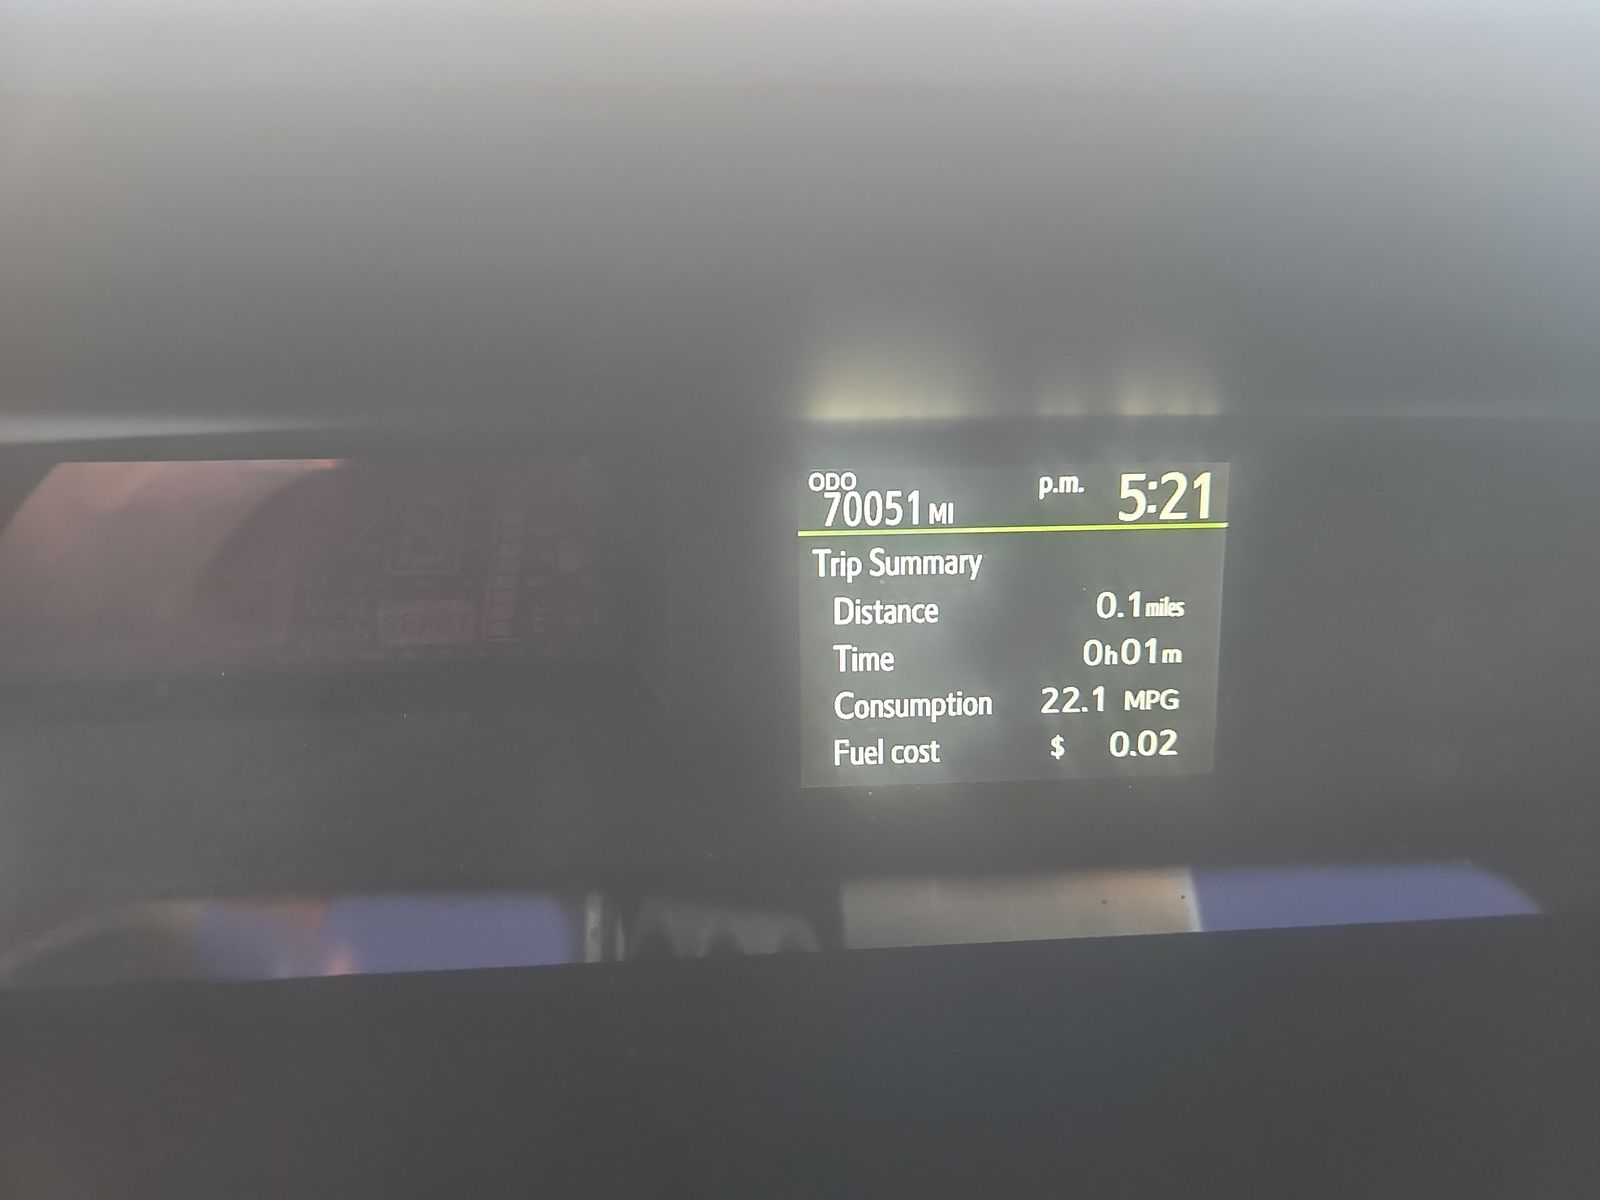 ODO
70051 MI p.m. 5:21
Trip Summary
Distance 0.1 miles
Time 0h01m
Consumption 22.1 MPG
Fuel cost $ 0.02